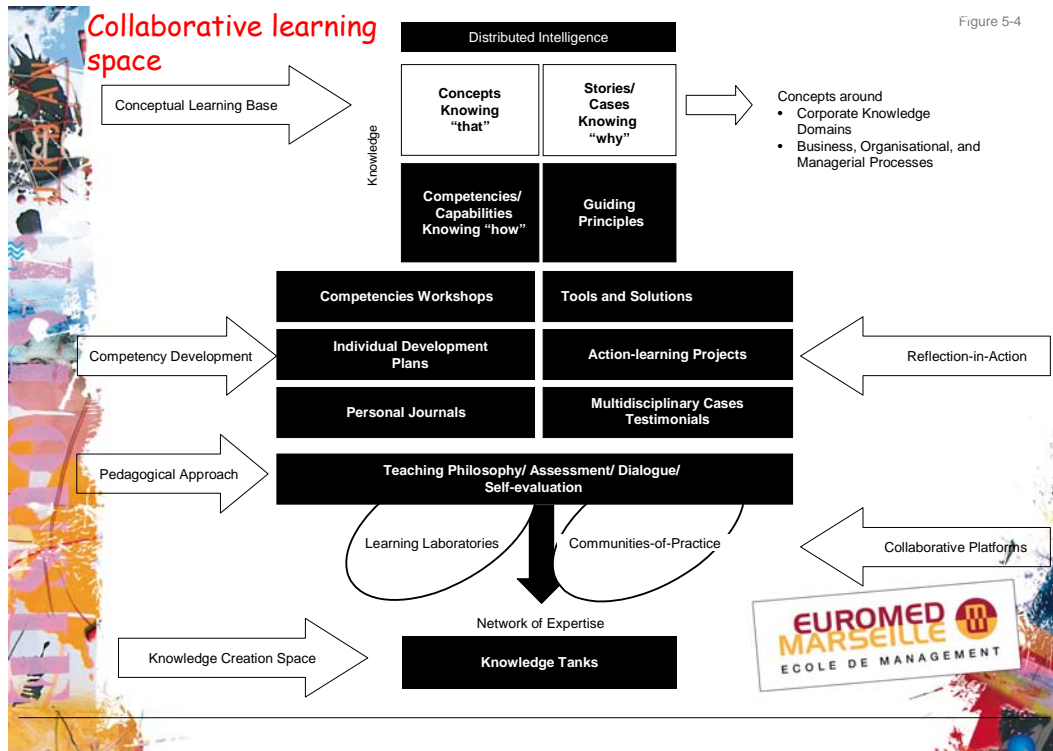 Collaborative learning
space
Figure 5-4
Distributed Intelligence
Conceptual Learning Base
Knowledge
Concepts
Knowing
“that”
Stories/
Cases
Knowing
“why”
Concepts around
• Corporate Knowledge
Domains
• Business, Organisational, and
Managerial Processes
Competencies/
Capabilities
Knowing “how”
Guiding
Principles
Competencies Workshops
Tools and Solutions
Competency Development
Individual Development
Plans
Action-learning Projects
Reflection-in-Action
Personal Journals
Multidisciplinary Cases
Testimonials
Pedagogical Approach
Teaching Philosophy/ Assessment/ Dialogue/
Self-evaluation
Learning Laboratories
Communities-of-Practice
Collaborative Platforms
Network of Expertise
Knowledge Creation Space
Knowledge Tanks
EUROMED
MARSEILLE
ECOLE DE MANAGEMENT